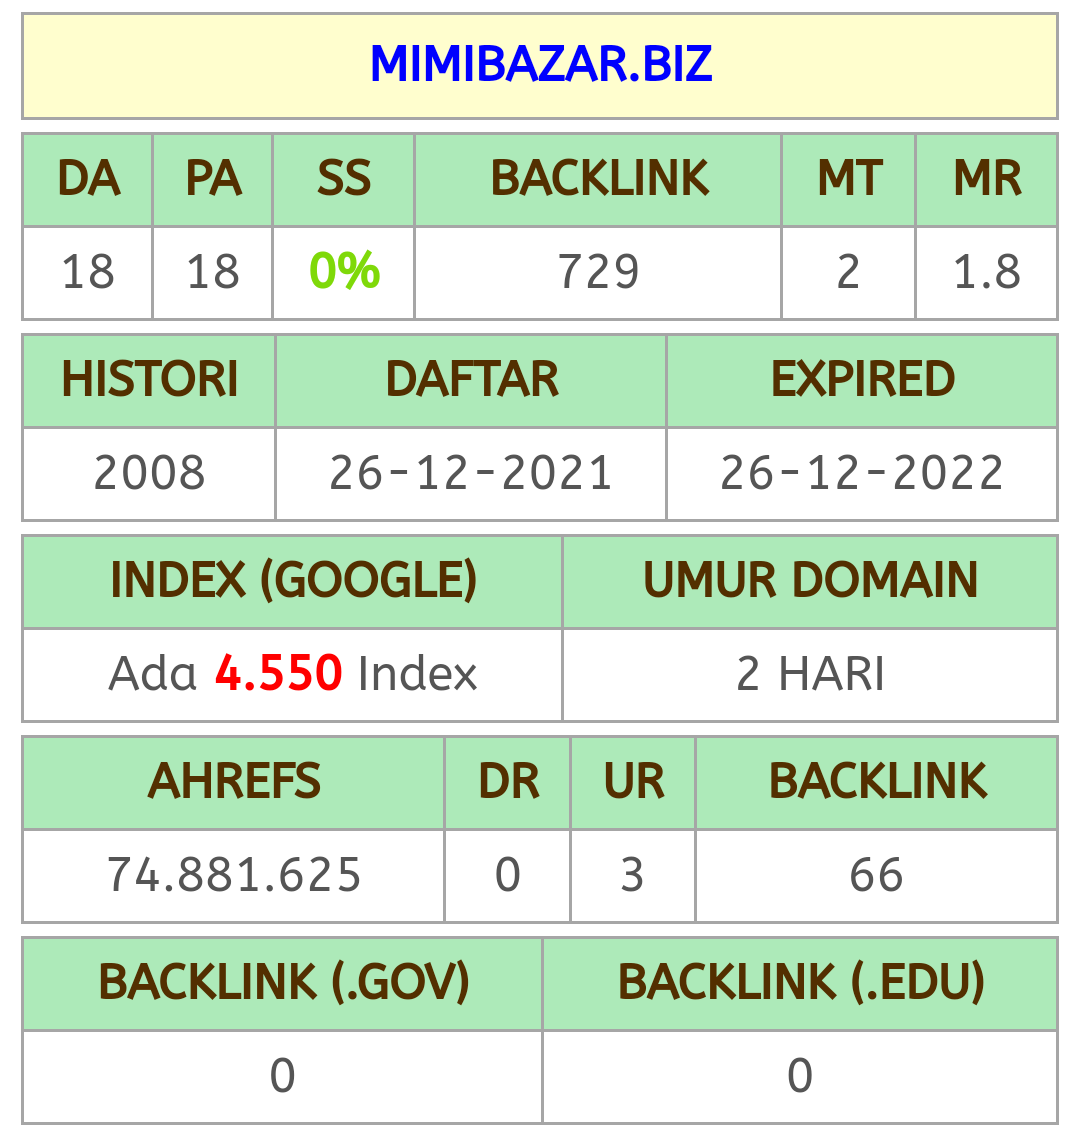 MIMIBAZAR.BIZ
DA PA SS BACKLINK MT MR
18 18 0% 729 2 1.8
HISTORI DAFTAR EXPIRED
2008 26-12-2021 26-12-2022
INDEX (GOOGLE) UMUR DOMAIN
Ada 4.550 Index 2 HARI
AHREFS DR UR BACKLINK
74.881.625 0 3 66
BACKLINK (.GOV) BACKLINK (.EDU)
0 0